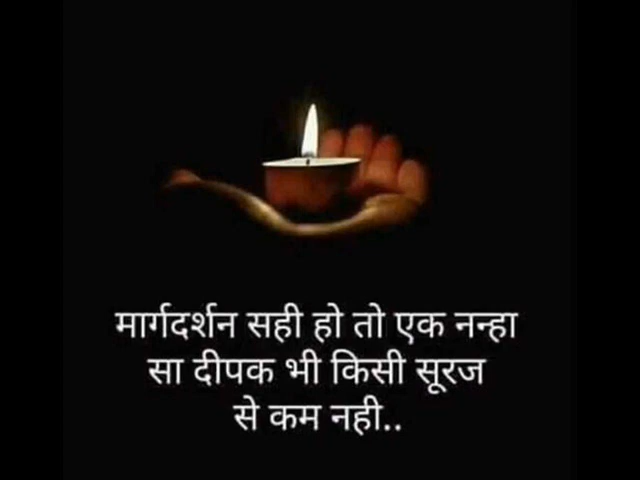 मार्गदर्शन सही हो तो एक नन्हा
सा दीपक भी किसी सूरज
से कम नही..